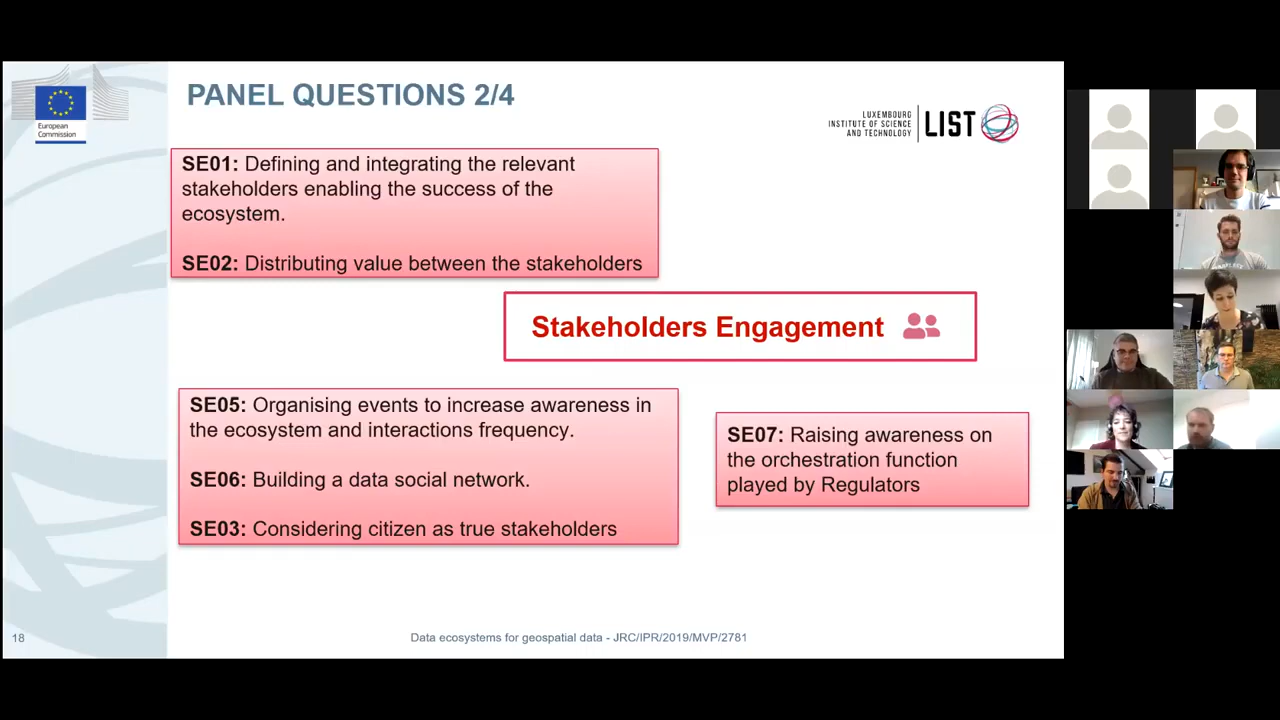 PANEL QUESTIONS 2/4
European
Commission
LUXEMBOURG
INSTITUTE OF SCIENCE
AND TECHNOLOGY
LIST
SE01: Defining and integrating the relevant
stakeholders enabling the success of the
ecosystem.
SE02: Distributing value between the stakeholders
Stakeholders Engagement
SE05: Organising events to increase awareness in
the ecosystem and interactions frequency.
SE06: Building a data social network.
SE03: Considering citizen as true stakeholders
SE07: Raising awareness on
the orchestration function
played by Regulators
18
Data ecosystems for geospatial data - JRC/IPR/2019/MVP/2781